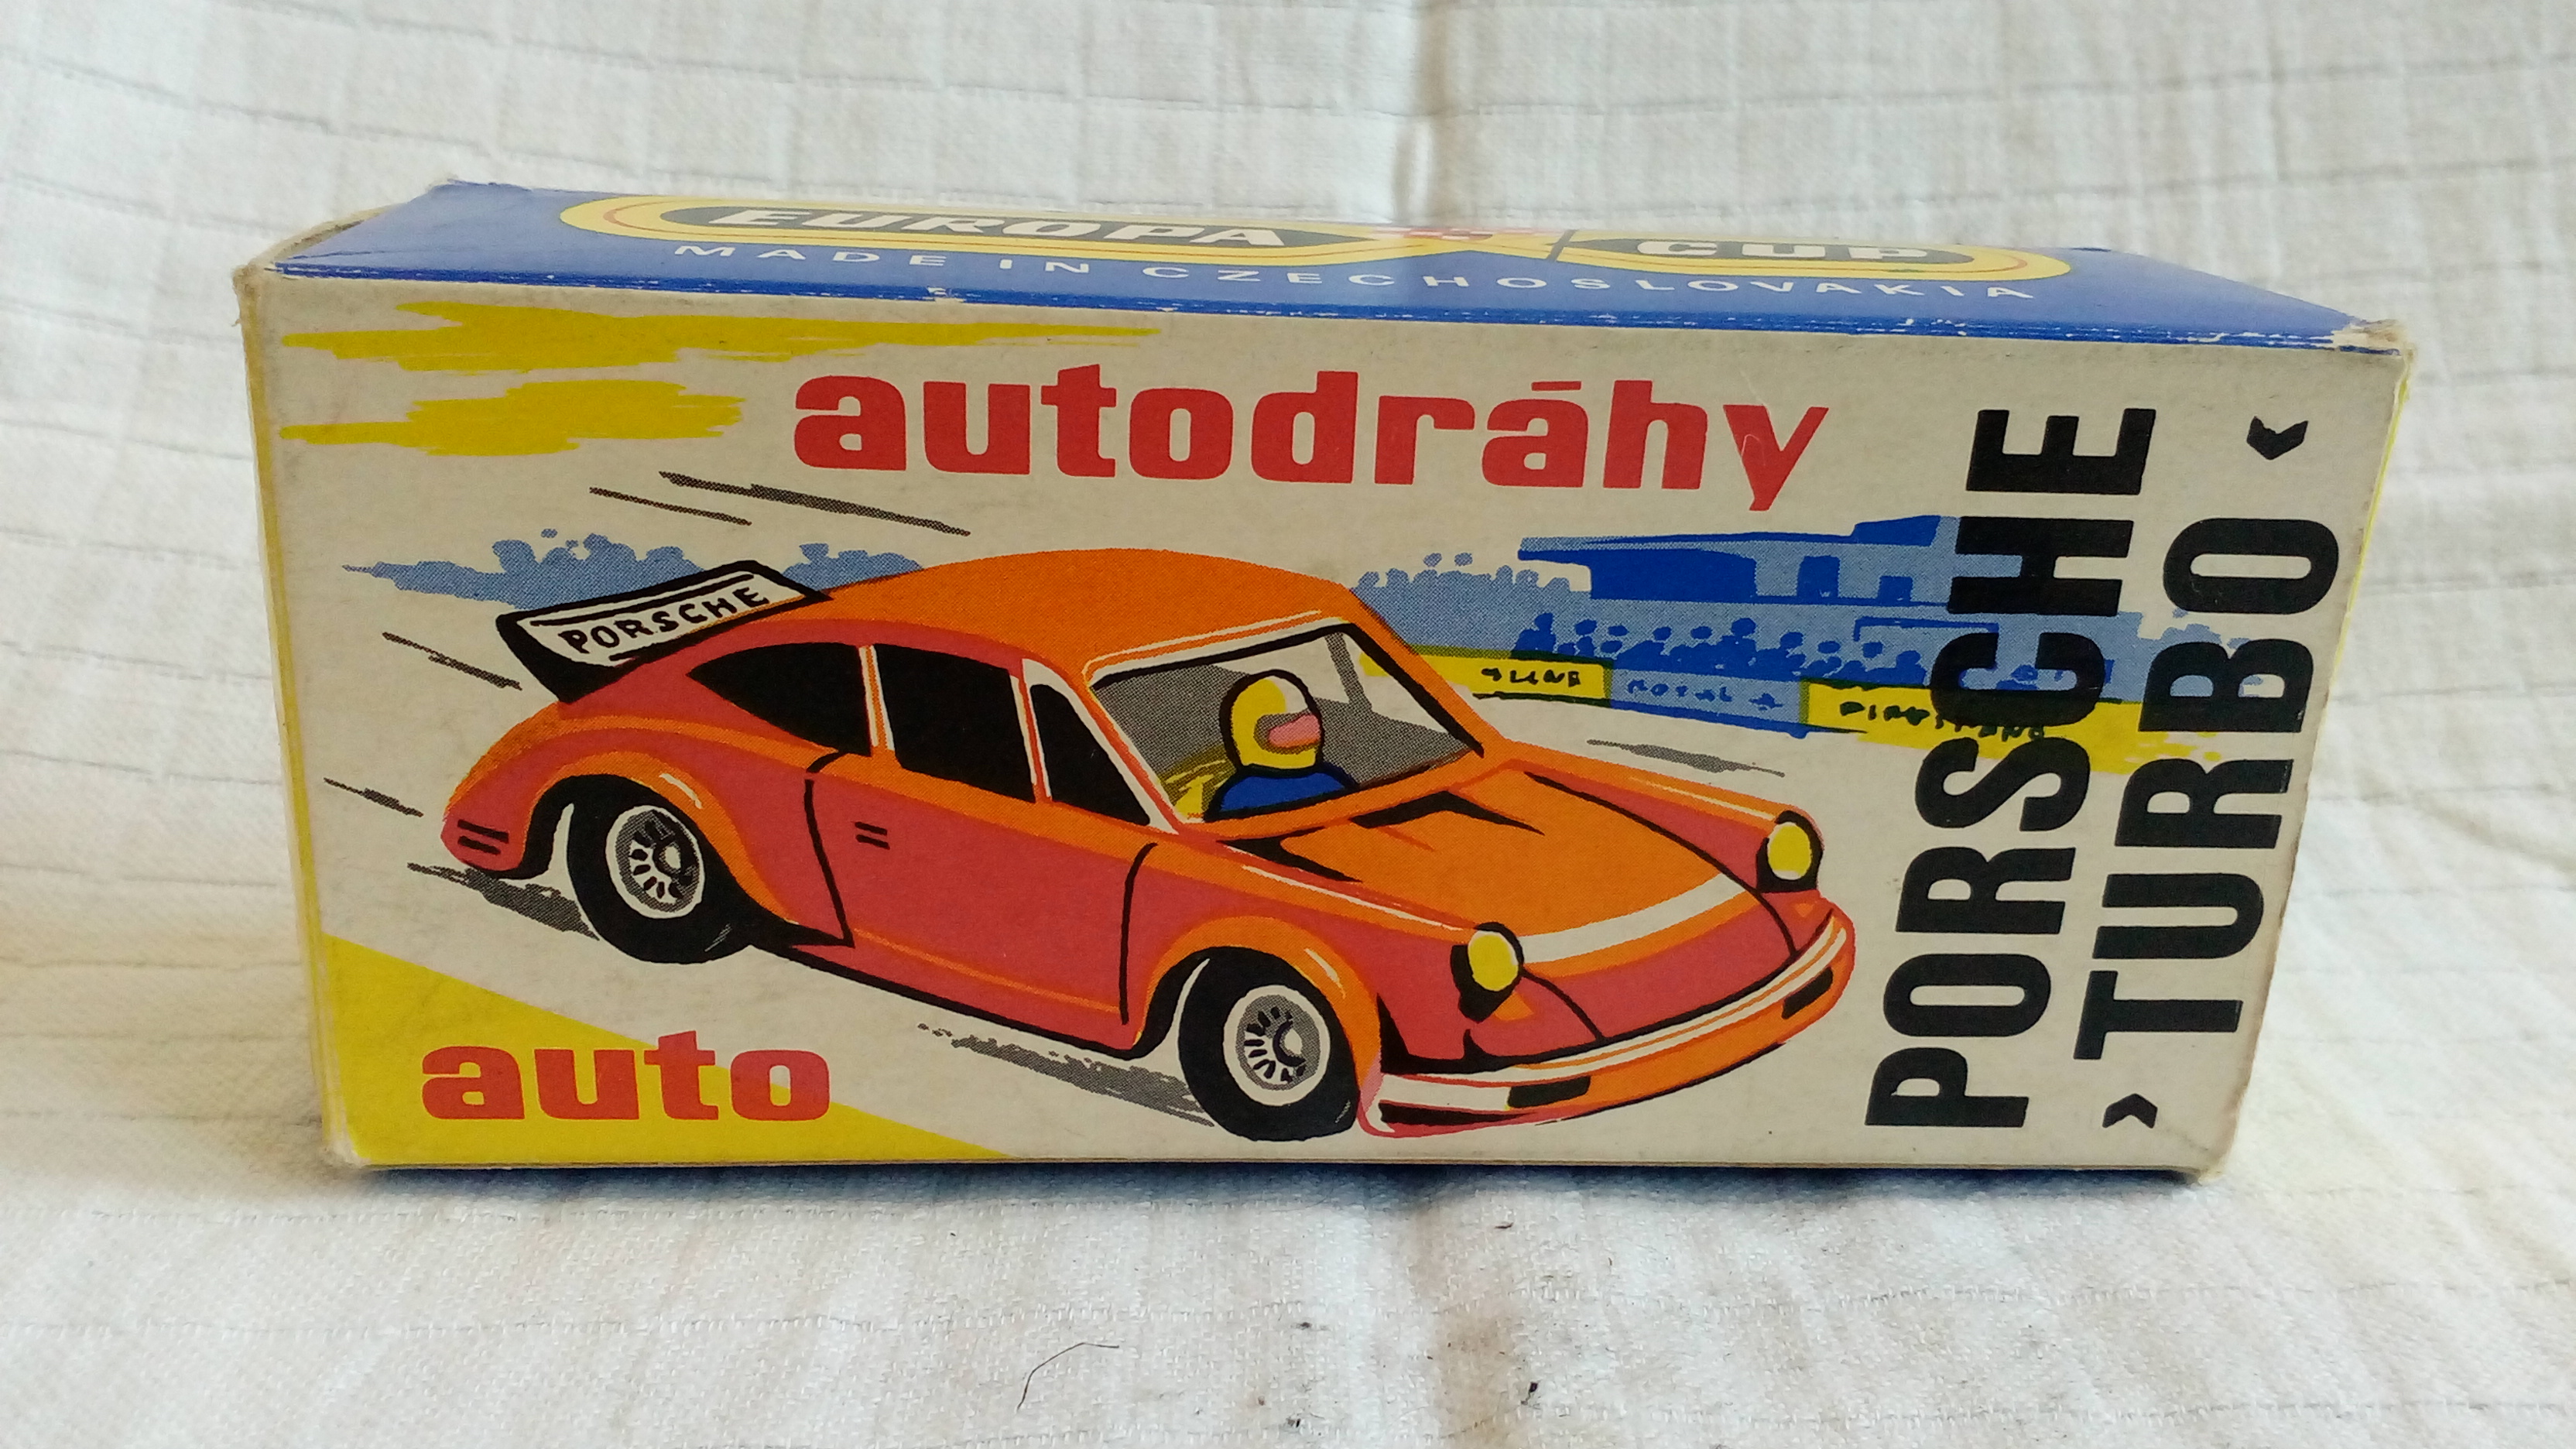 EUROPA CUP
MADE IN CZECHOSLOVAKIA
autodráhy
PORSCHE
auto
PORSCHE
›TURBO‹